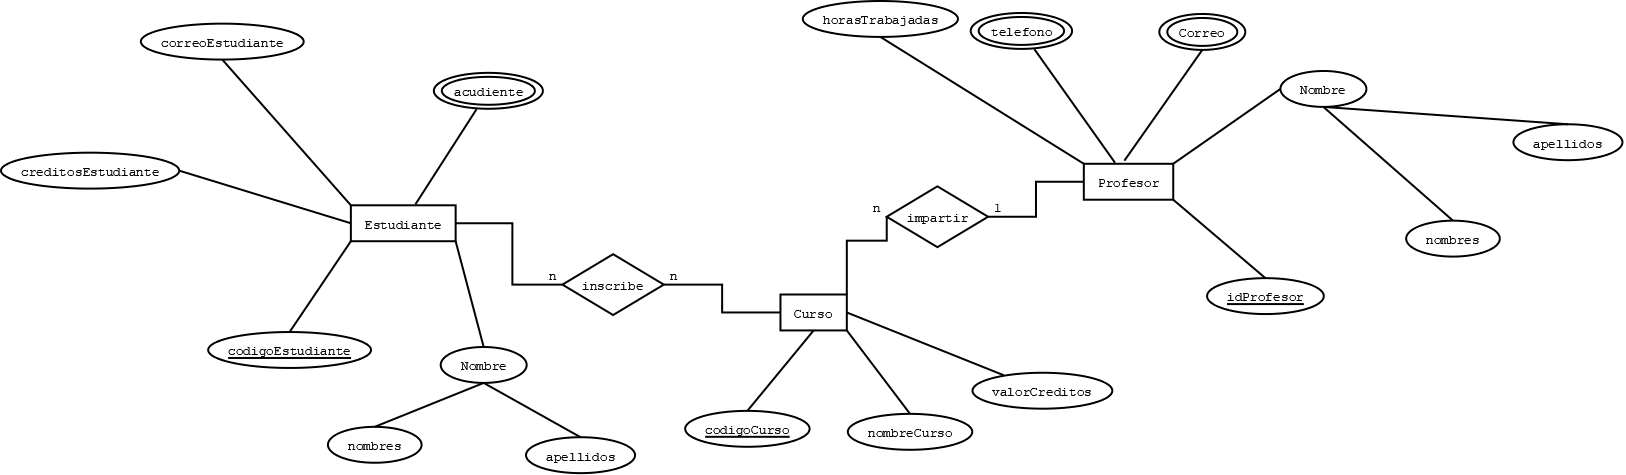 horasTrabajadas
telefono
Correo
correoEstudiante
Nombre
acudiente
apellidos
creditosEstudiante
Profesor
n
1
impartir
Estudiante
nombres
n
n
inscribe
idProfesor
Curso
codigoEstudiante
Nombre
valorCreditos
codigoCurso
nombreCurso
nombres
apellidos